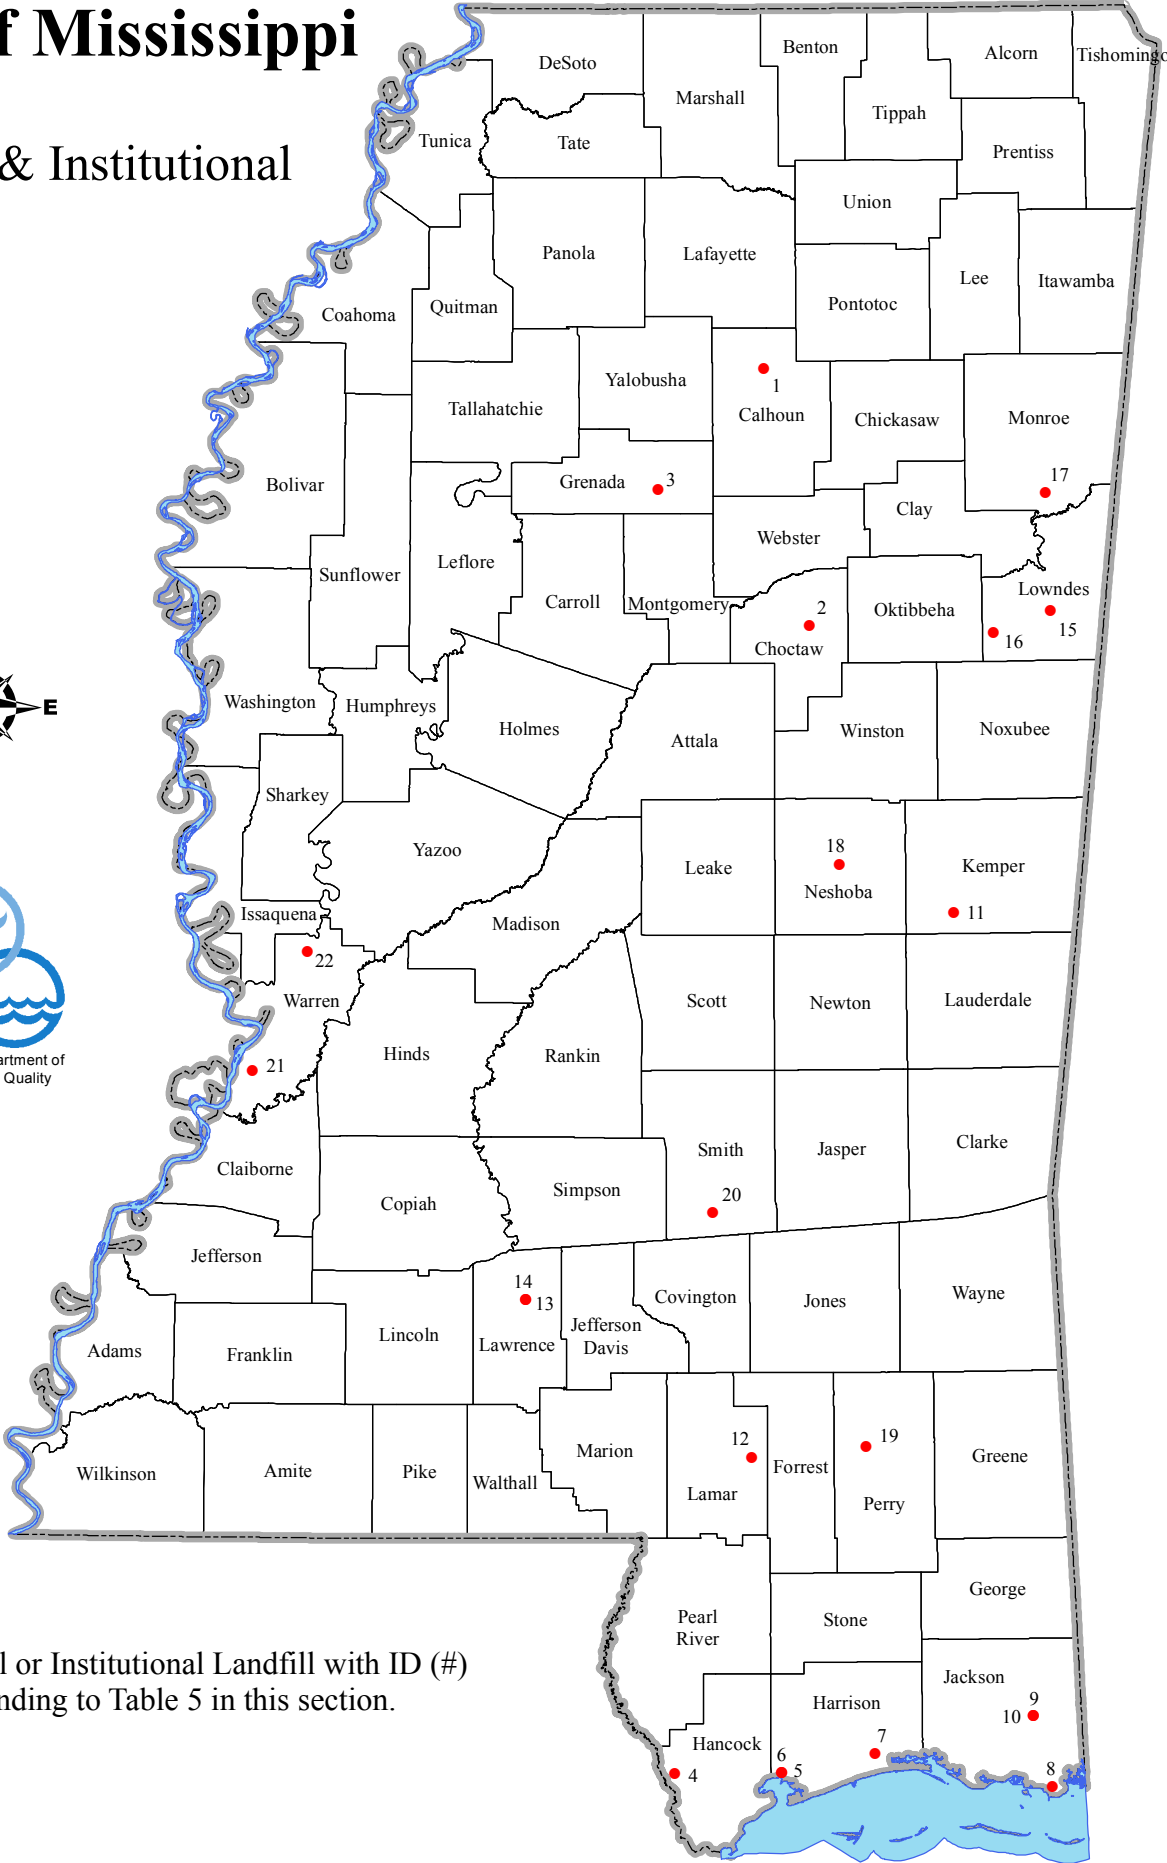 f Mississippi
& Institutional
DeSoto
Benton
Alcorn
Tishomingo
Marshall
Tippah
Tunica
Tate
Prentiss
Union
Panola
Lafayette
Lee
Itawamba
Quitman
Pontotoc
Coahoma
1
Yalobusha
Tallahatchie
Calhoun
Chickasaw
Monroe
17
Grenada
3
Bolivar
Clay
Webster
Leflore
Sunflower
Lowndes
Carroll
Montgomery
2
Oktibbeha
15
16
Choctaw
E
Washington
Humphreys
Holmes
Attala
Winston
Noxubee
Sharkey
Yazoo
18
Leake
Kemper
Neshoba
11
Issaquena
Madison
22
Warren
Scott
Newton
Lauderdale
artment of
Quality
Hinds
Rankin
21
Smith
Jasper
Clarke
Claiborne
Simpson
20
Copiah
Jefferson
14
13
Covington
Jones
Wayne
Jefferson
Davis
Lincoln
Lawrence
Adams
Franklin
12
19
Marion
Forrest
Greene
Wilkinson
Amite
Pike
Walthall
Lamar
Perry
George
Pearl
River
Stone
l or Institutional Landfill with ID (#)
nding to Table 5 in this section.
Jackson
9
10
Harrison
7
Hancock
6
5
4
8